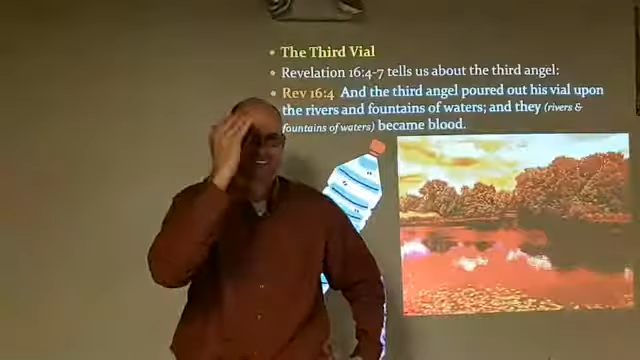 The Third Vial
Revelation 16:4-7 tells us about the third angel:
Rev 16:4 And the third angel poured out his vial upon
the rivers and fountains of waters; and they (rivers &
fountains of waters) became blood.